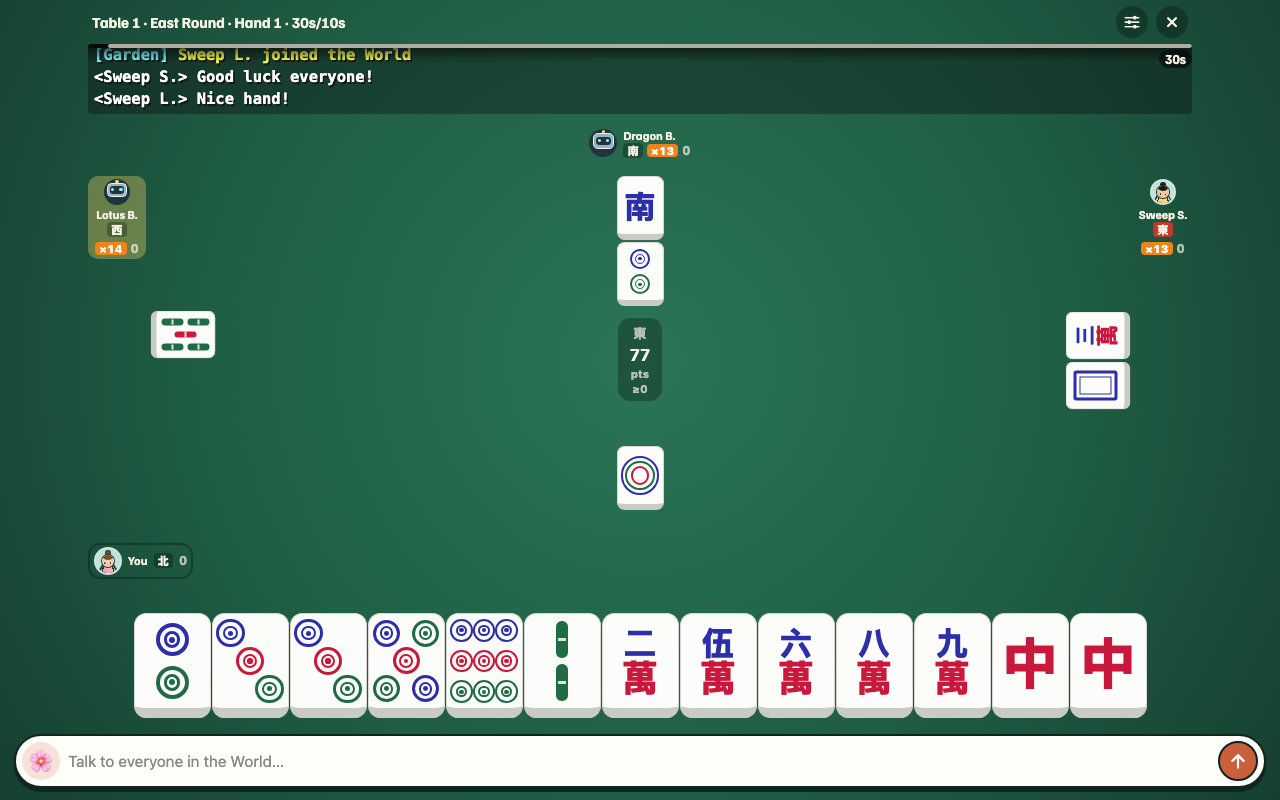 Table 1 · East Round · Hand 1 · 30s/10s
[Garden] Sweep L. joined the World
30s
<Sweep S.> Good luck everyone!
<Sweep L.> Nice hand!
Dragon B.
南 ×13 0
Lotus B.
西
×14 0
Sweep S.
東
×13 0
南
三萬
東
77
pts
≥0
You 北 0
二萬
伍萬
六萬
八萬
九萬
中
中
Talk to everyone in the World...